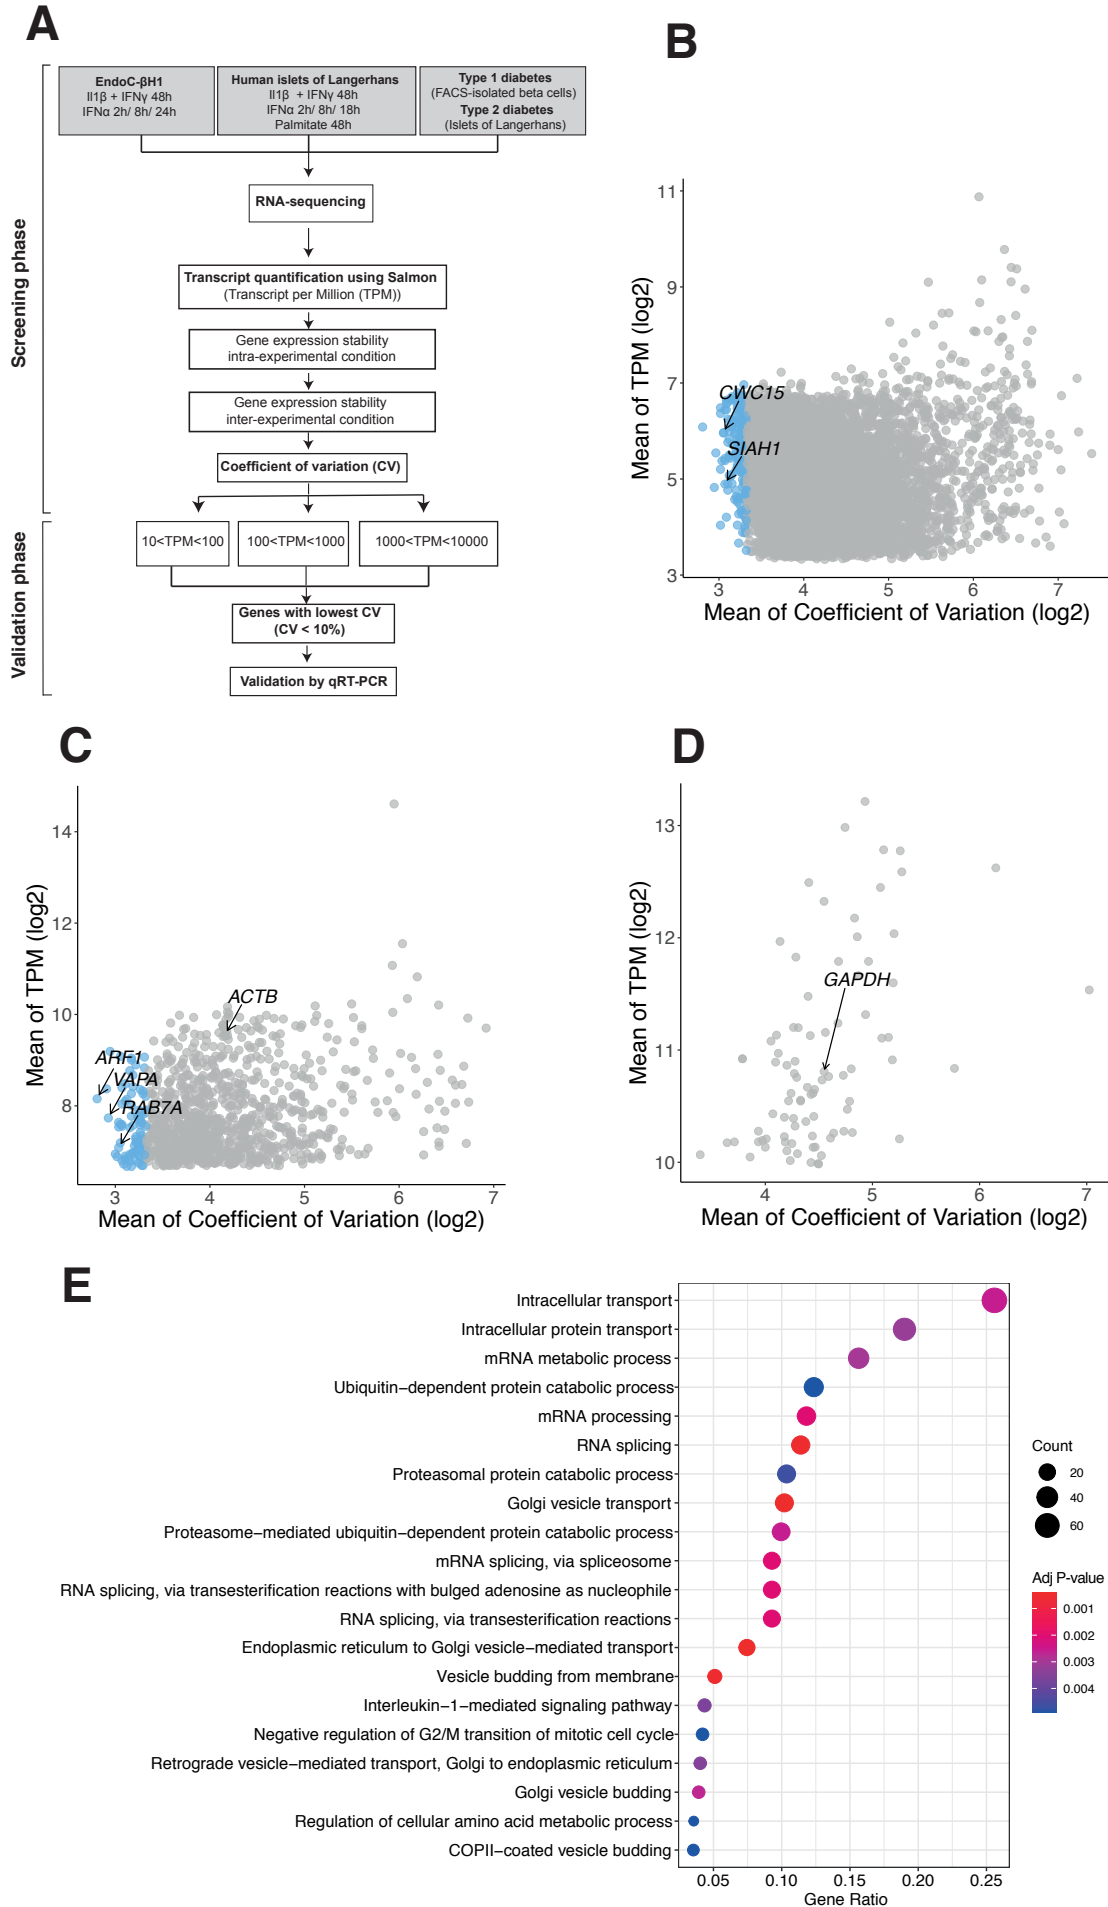 A
EndoC-βH1
Il1β + IFNγ 48h
IFNα 2h/ 8h/ 24h
Human islets of Langerhans
Il1β + IFNγ 48h
IFNα 2h/ 8h/ 18h
Palmitate 48h
Type 1 diabetes
(FACS-isolated beta cells)
Type 2 diabetes
(Islets of Langerhans)
Screening phase
RNA-sequencing
Transcript quantification using Salmon
(Transcript per Million (TPM))
Gene expression stability
intra-experimental condition
Gene expression stability
inter-experimental condition
Coefficient of variation (CV)
Validation phase
10<TPM<100
100<TPM<1000
1000<TPM<10000
Genes with lowest CV
(CV < 10%)
Validation by qRT-PCR
B
Mean of TPM (log2)
11
9
7
5
3
CWC15
SIAH1
3 4 5 6 7
Mean of Coefficient of Variation (log2)
C
Mean of TPM (log2)
14
12
10
8
ACTB
ARF1
VAPA
RAB7A
3 4 5 6 7
Mean of Coefficient of Variation (log2)
D
Mean of TPM (log2)
13
12
11
10
GAPDH
4 5 6 7
Mean of Coefficient of Variation (log2)
E
Intracellular transport
Intracellular protein transport
mRNA metabolic process
Ubiquitin−dependent protein catabolic process
mRNA processing
RNA splicing
Proteasomal protein catabolic process
Golgi vesicle transport
Proteasome−mediated ubiquitin−dependent protein catabolic process
mRNA splicing, via spliceosome
RNA splicing, via transesterification reactions with bulged adenosine as nucleophile
RNA splicing, via transesterification reactions
Endoplasmic reticulum to Golgi vesicle−mediated transport
Vesicle budding from membrane
Interleukin−1−mediated signaling pathway
Negative regulation of G2/M transition of mitotic cell cycle
Retrograde vesicle−mediated transport, Golgi to endoplasmic reticulum
Golgi vesicle budding
Regulation of cellular amino acid metabolic process
COPII−coated vesicle budding
0.05 0.10 0.15 0.20 0.25
Gene Ratio
Count
20
40
60
Adj P-value
0.001
0.002
0.003
0.004